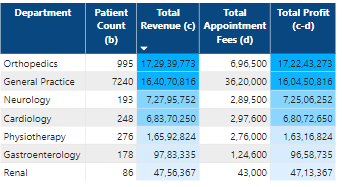 Department Patient Count (b) Total Revenue (c) Total Appointment Fees (d) Total Profit (c-d)
Orthopedics 995 17,29,39,773 6,96,500 17,22,43,273
General Practice 7240 16,40,70,816 36,20,000 16,04,50,816
Neurology 193 7,27,95,752 2,89,500 7,25,06,252
Cardiology 248 6,83,70,250 2,97,600 6,80,72,650
Physiotherapy 276 1,65,92,824 2,76,000 1,63,16,824
Gastroenterology 178 97,83,335 1,24,600 96,58,735
Renal 86 47,56,367 43,000 47,13,367